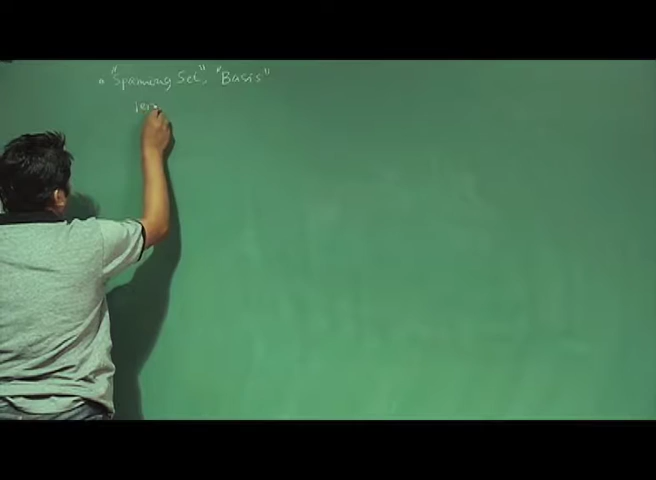 • "Spanning Set", "Basis"